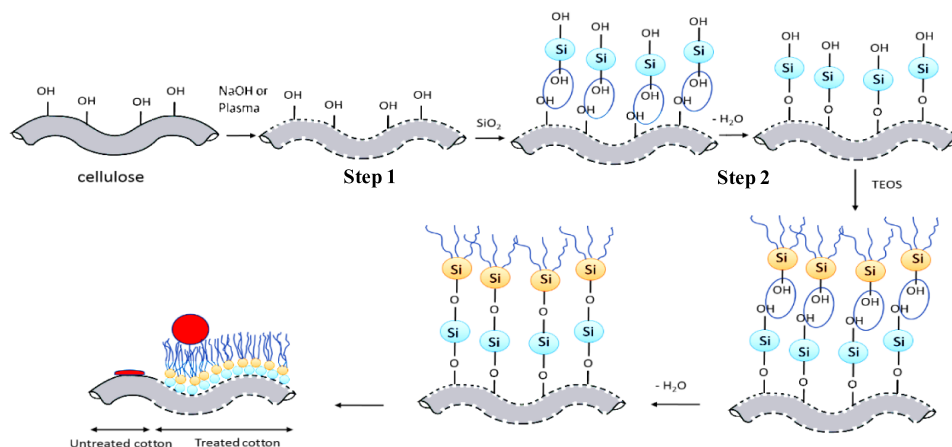 OH
OH
OH
OH
cellulose
NaOH or
Plasma
OH
OH
OH
OH
Step 1
SiO2
OH
OH
OH
OH
Si
Si
Si
Si
OH
OH
OH
OH
OH
OH
OH
OH
- H2O
Step 2
OH
OH
OH
OH
Si
Si
Si
Si
O
O
O
O
TEOS
Si
Si
Si
Si
OH
OH
OH
OH
OH
OH
OH
OH
Si
Si
Si
Si
O
O
O
O
- H2O
Si
Si
Si
Si
O
O
O
O
Si
Si
Si
Si
O
O
O
O
Untreated cotton
Treated cotton